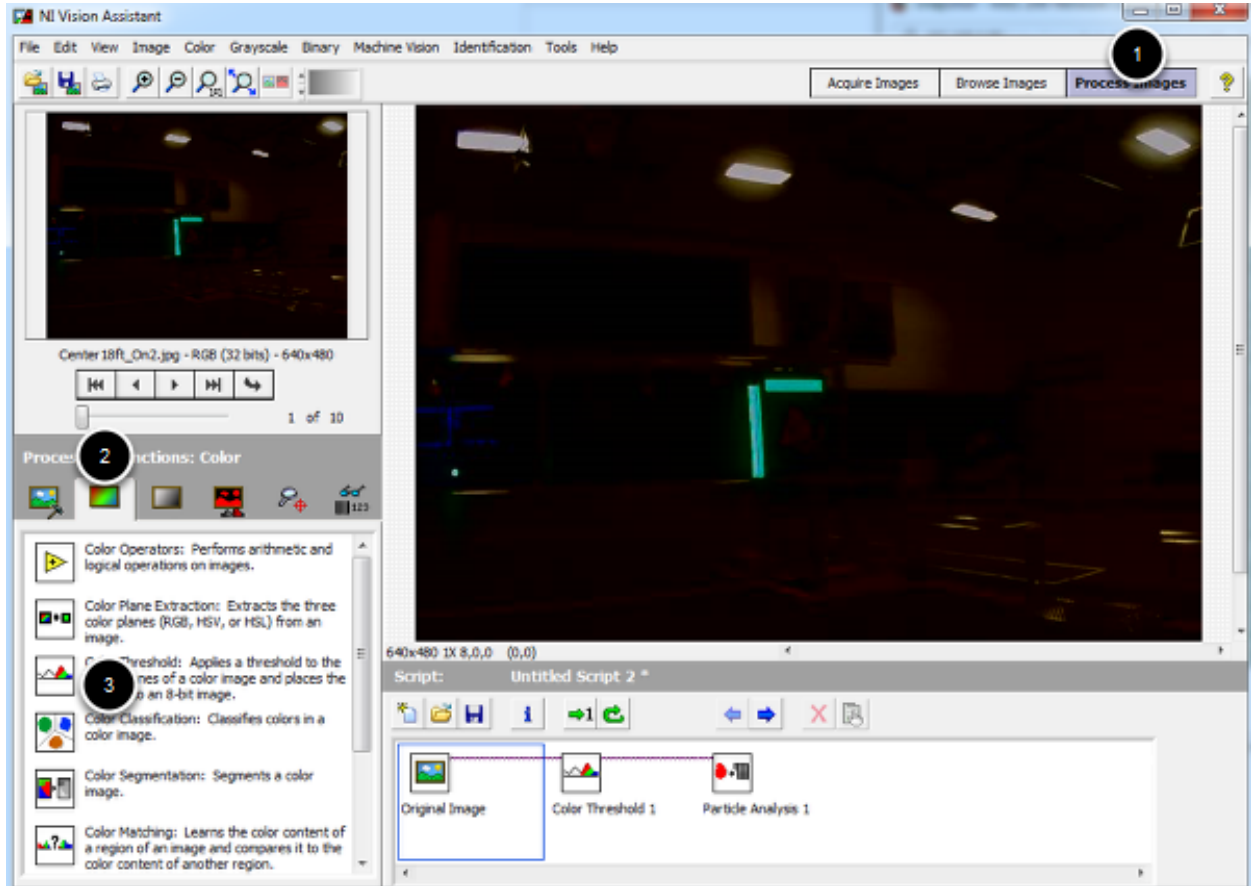 NI Vision Assistant
File Edit View Image Color Grayscale Binary Machine Vision Identification Tools Help
1
Acquire Images Browse Images Process Images
Center18ft_On2.jpg - RGB (32 bits) - 640x480
1 of 10
2
Color
123
Color Operators: Performs arithmetic and
logical operations on images.
Color Plane Extraction: Extracts the three
color planes (RGB, HSV, or HSL) from an
image.
Threshold: Applies a threshold to the
of a color image and places the
an 8-bit image.
3
Color Classification: Classifies colors in a
color image.
Color Segmentation: Segments a color
image.
Color Matching: Learns the color content of
a region of an image and compares it to the
color content of another region.
640x480 1X 8,0,0 (0,0)
Script: Untitled Script 2 *
1
Original Image Color Threshold 1 Particle Analysis 1